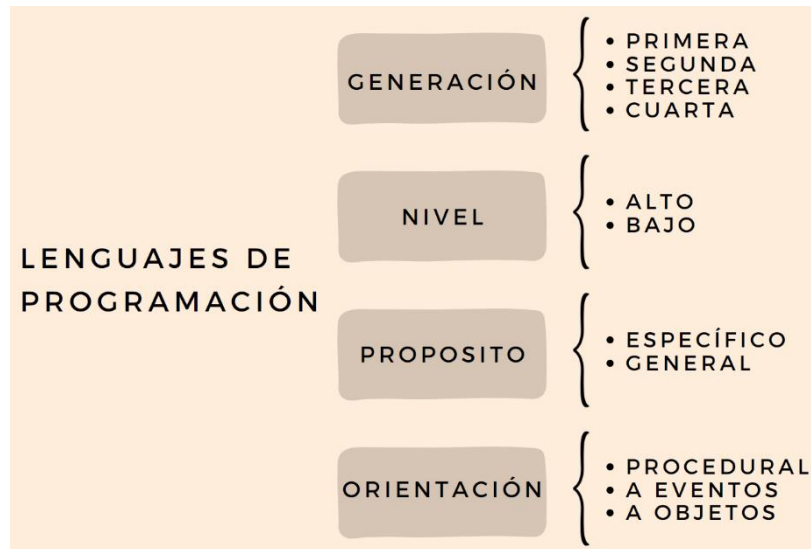 LENGUAJES DE
PROGRAMACIÓN
GENERACIÓN
• PRIMERA
• SEGUNDA
• TERCERA
• CUARTA
NIVEL
• ALTO
• BAJO
PROPOSITO
• ESPECÍFICO
• GENERAL
ORIENTACIÓN
• PROCEDURAL
• A EVENTOS
• A OBJETOS